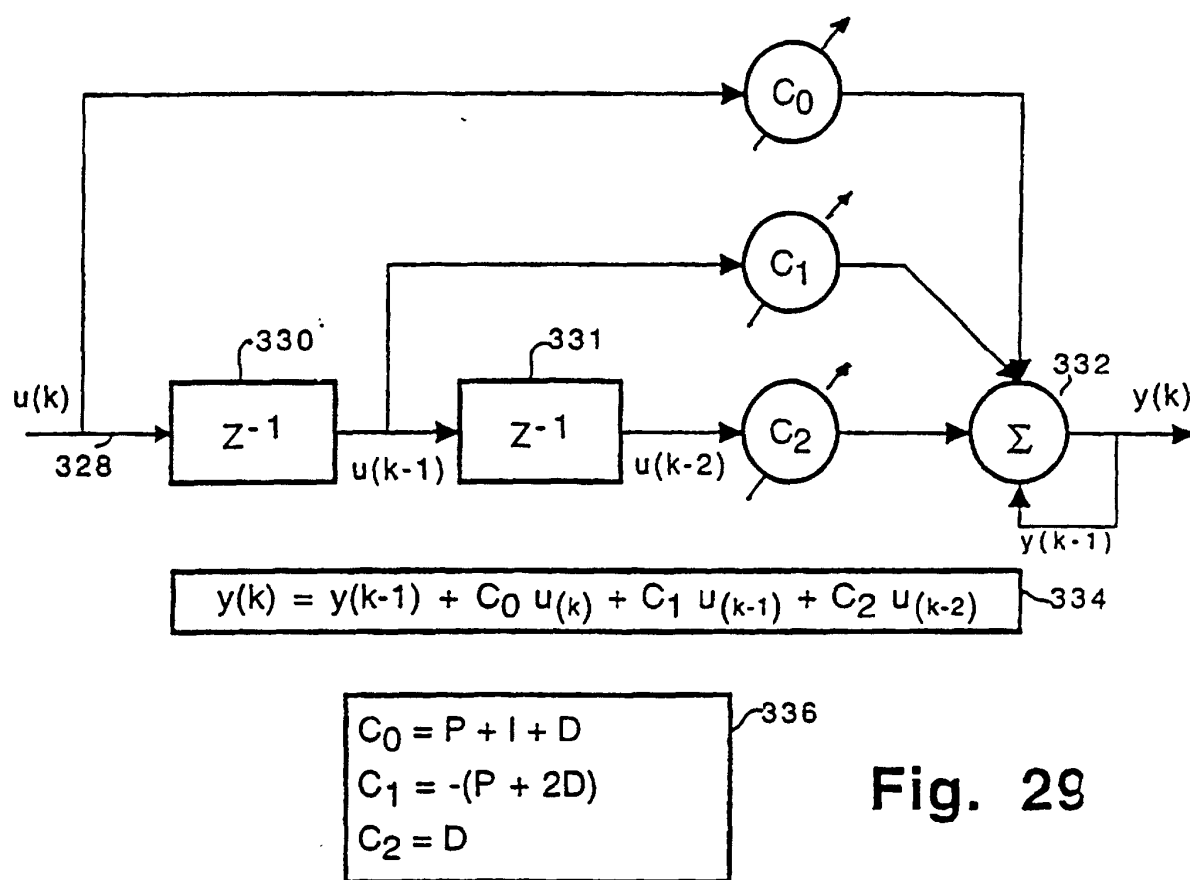 C₀
C₁
330
331
332
u(k)
Z⁻¹
Z⁻¹
C₂
Σ
y(k)
328
u(k-1)
u(k-2)
y(k-1)
y(k) = y(k-1) + C₀ u₍ₖ₎ + C₁ u₍ₖ₋₁₎ + C₂ u₍ₖ₋₂₎
334
336
C₀ = P + I + D
C₁ = -(P + 2D)
C₂ = D
Fig. 29